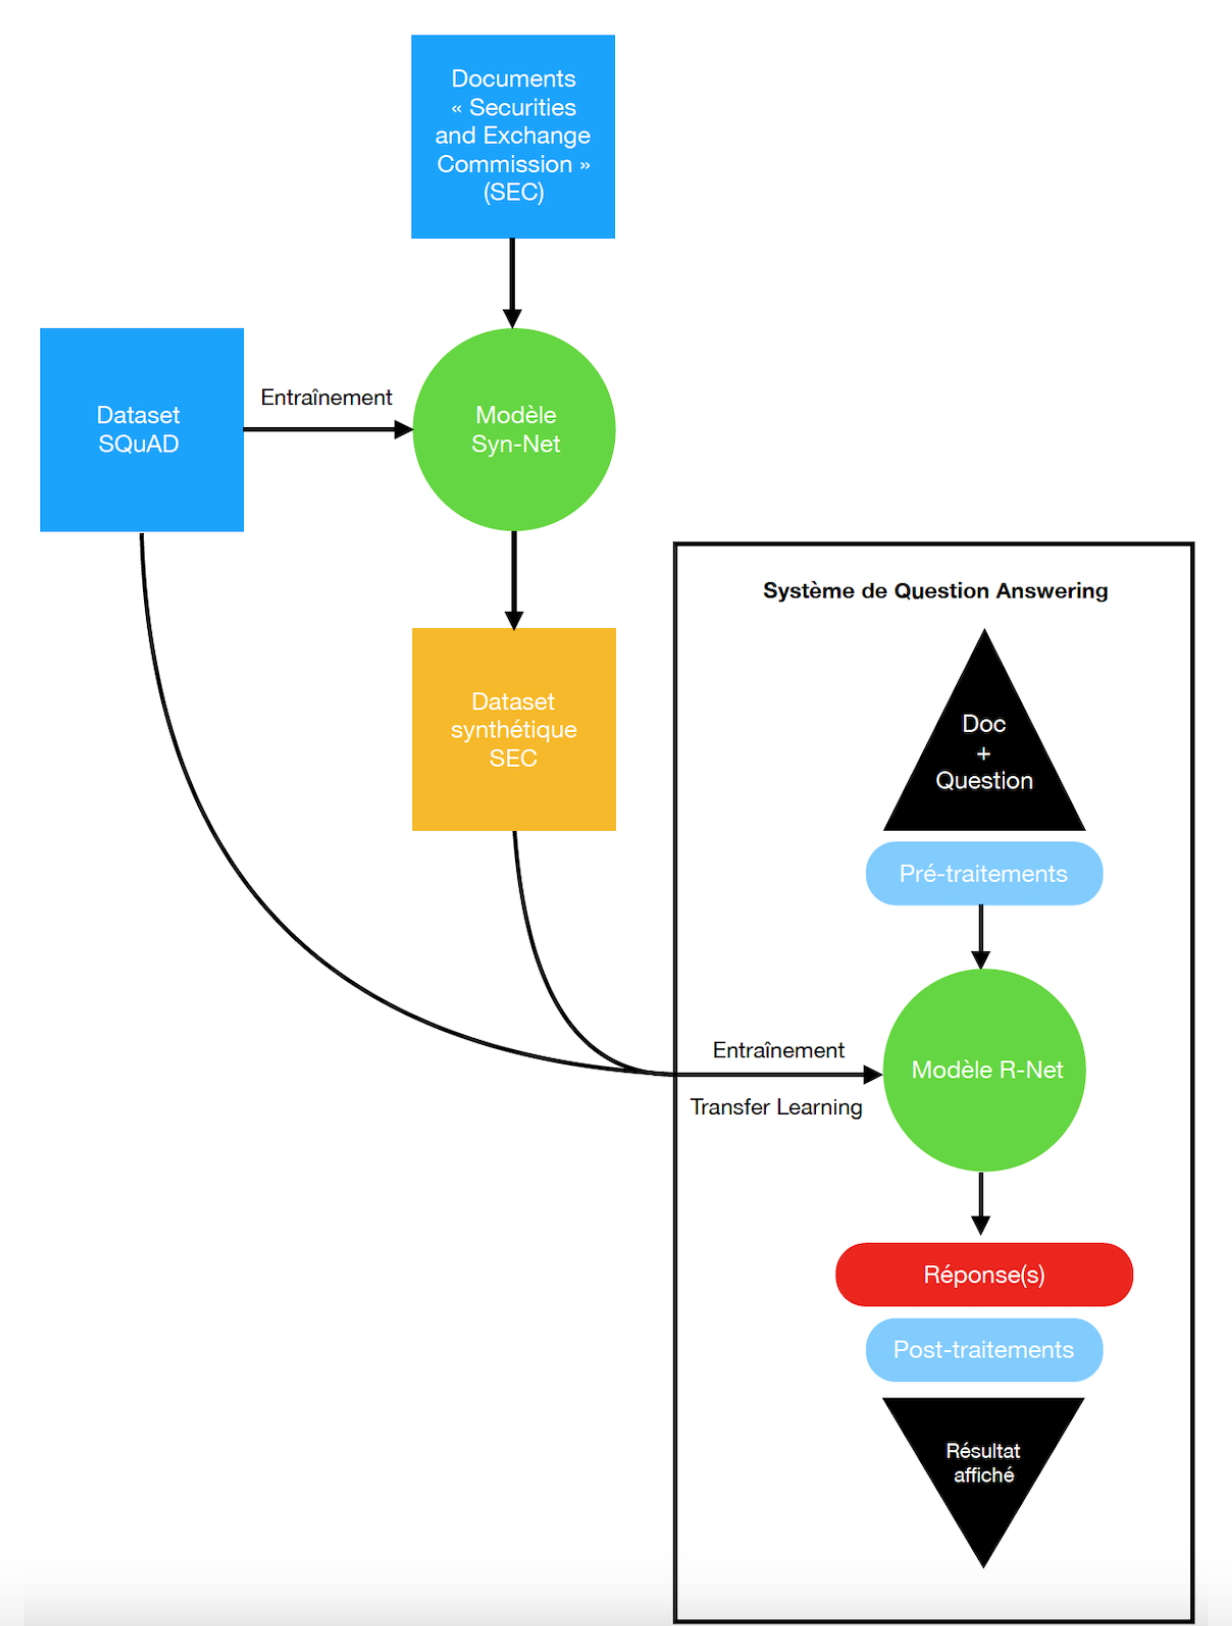 Documents
« Securities
and Exchange
Commission »
(SEC)
Dataset
SQuAD
Entraînement
Modèle
Syn-Net
Dataset
synthétique
SEC
Système de Question Answering
Doc
+
Question
Pré-traitements
Entraînement
Transfer Learning
Modèle R-Net
Réponse(s)
Post-traitements
Résultat
affiché